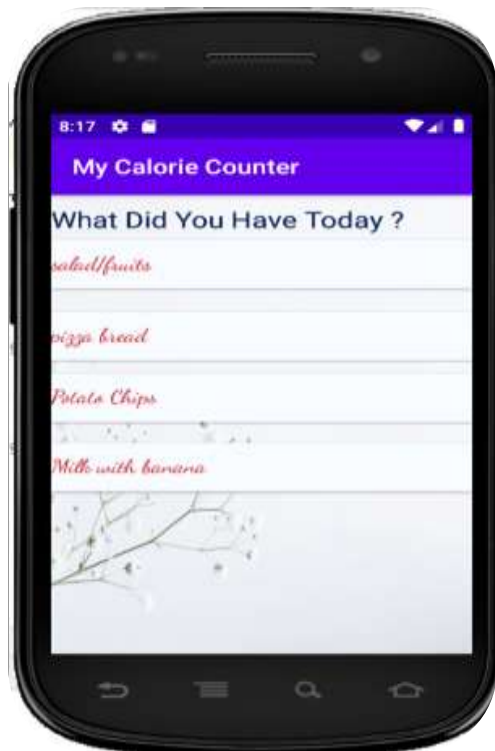 8:17
My Calorie Counter
What Did You Have Today ?
salad/fruits
pizza bread
Potato Chips
Milk with banana